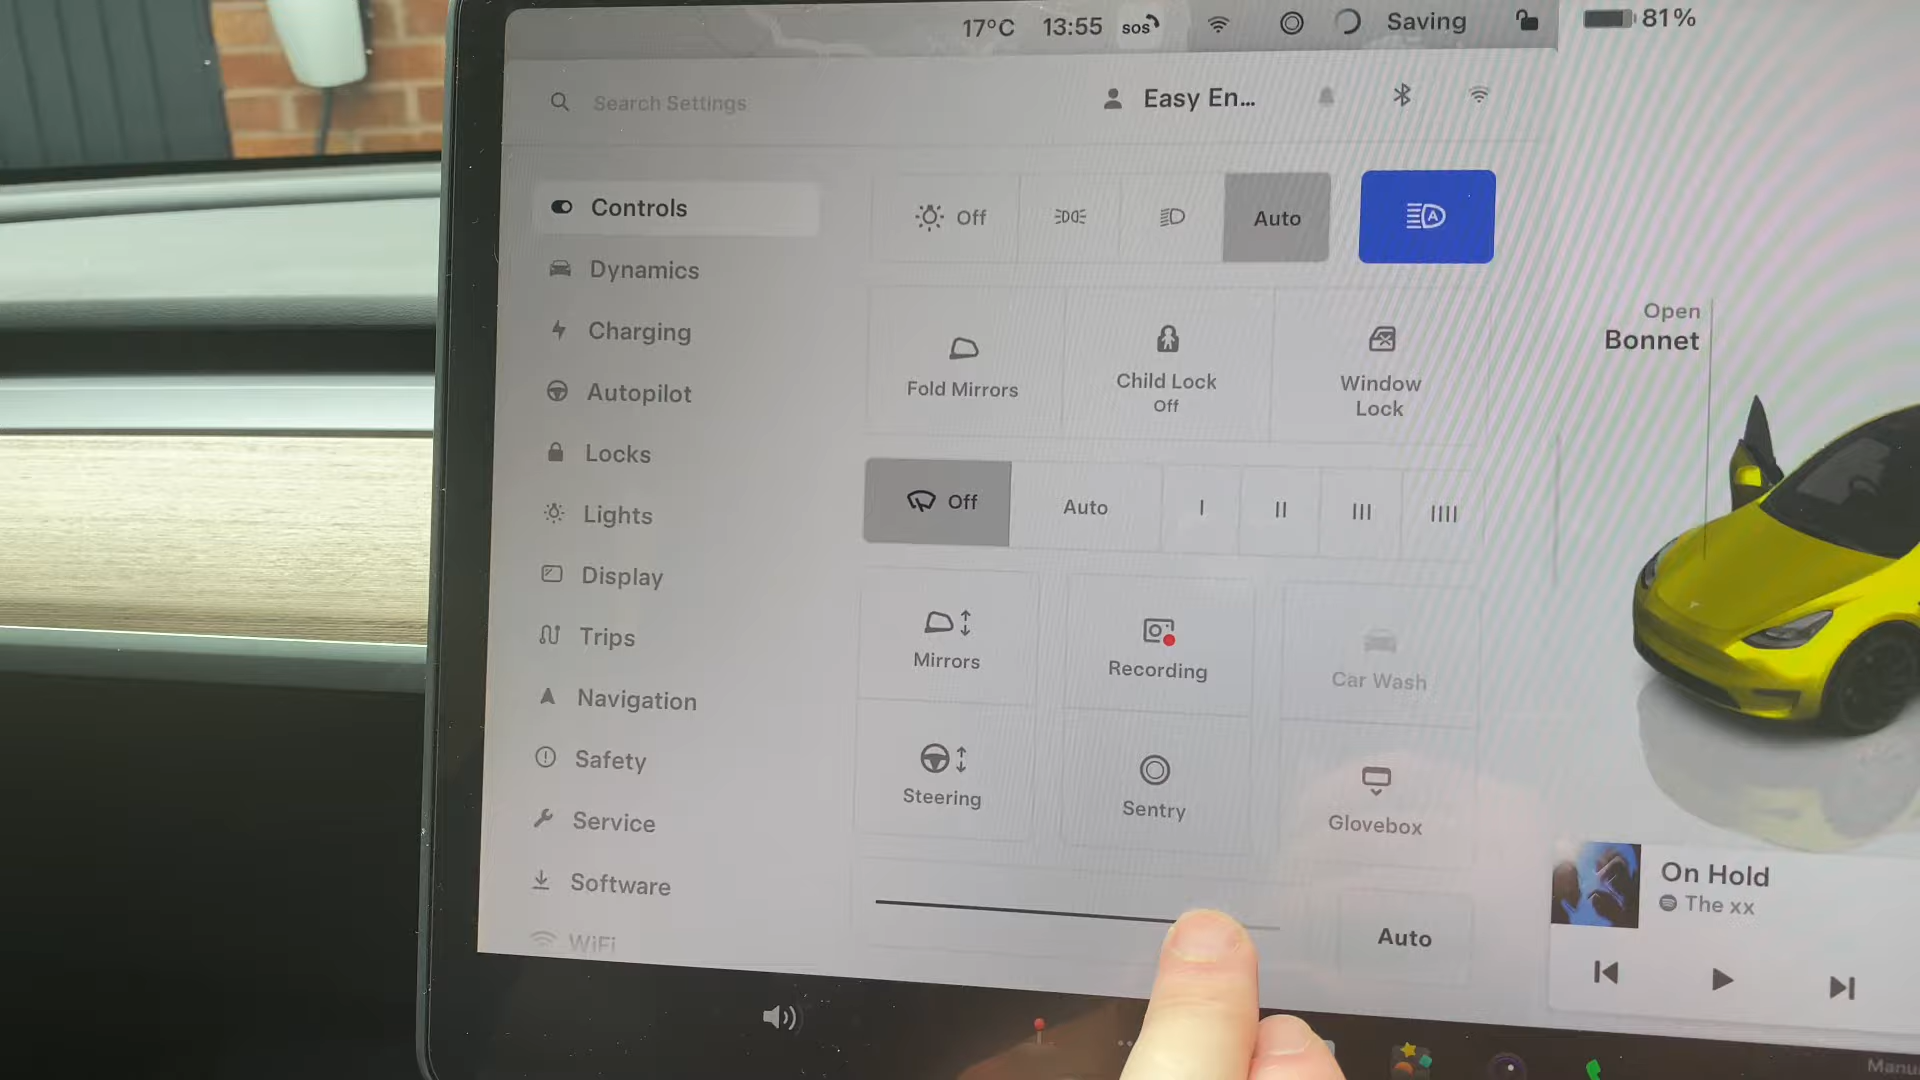 17°C 13:55 sos Saving 81%
Search Settings
Easy En...
Controls
Dynamics
Charging
Autopilot
Locks
Lights
Display
Trips
Navigation
Safety
Service
Software
WiFi
Off
Auto
A
Fold Mirrors
Child Lock
Off
Window
Lock
Off
Auto
I
II
III
IIII
Mirrors
Recording
Car Wash
Steering
Sentry
Glovebox
Auto
Open
Bonnet
On Hold
The xx
Manu